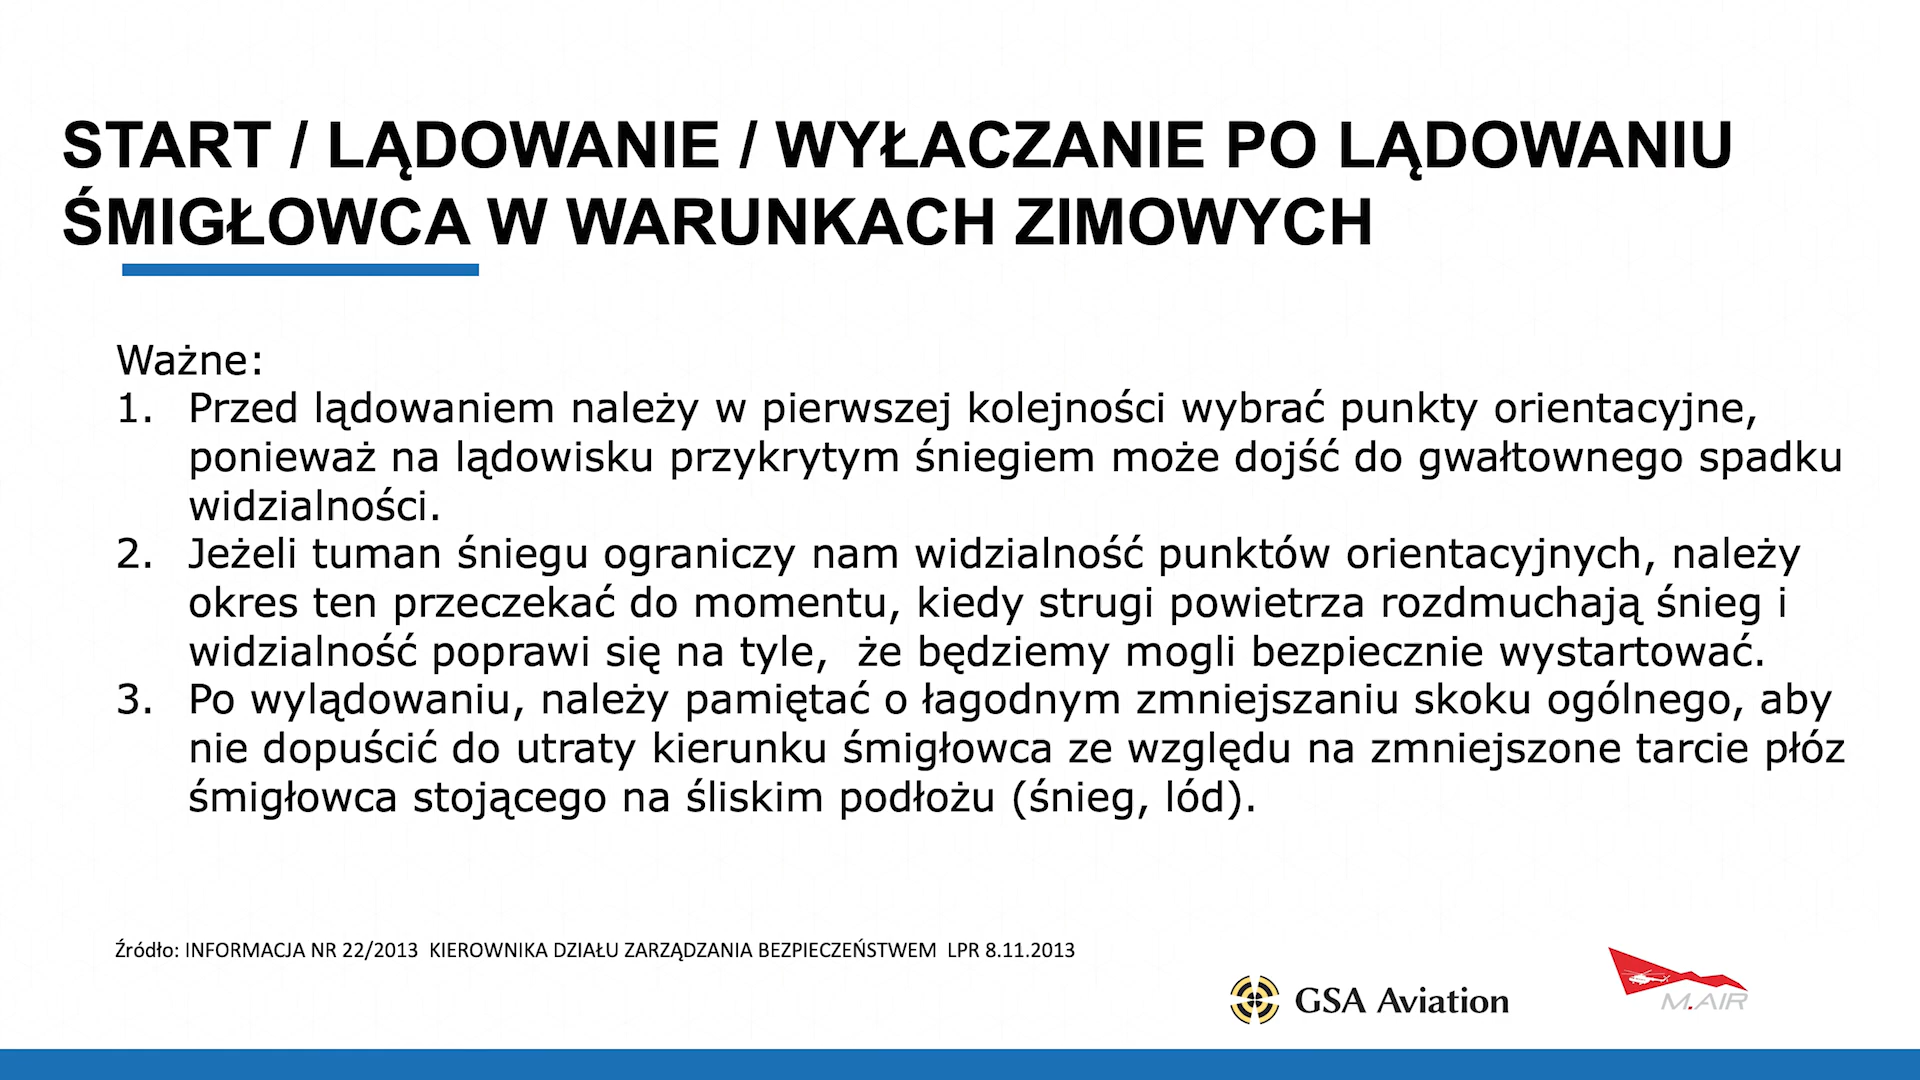 START / LĄDOWANIE / WYŁACZANIE PO LĄDOWANIU
ŚMIGŁOWCA W WARUNKACH ZIMOWYCH
Ważne:
1. Przed lądowaniem należy w pierwszej kolejności wybrać punkty orientacyjne,
ponieważ na lądowisku przykrytym śniegiem może dojść do gwałtownego spadku
widzialności.
2. Jeżeli tuman śniegu ograniczy nam widzialność punktów orientacyjnych, należy
okres ten przeczekać do momentu, kiedy strugi powietrza rozdmuchają śnieg i
widzialność poprawi się na tyle,  że będziemy mogli bezpiecznie wystartować.
3. Po wylądowaniu, należy pamiętać o łagodnym zmniejszaniu skoku ogólnego, aby
nie dopuścić do utraty kierunku śmigłowca ze względu na zmniejszone tarcie płóz
śmigłowca stojącego na śliskim podłożu (śnieg, lód).
Źródło: INFORMACJA NR 22/2013  KIEROWNIKA DZIAŁU ZARZĄDZANIA BEZPIECZEŃSTWEM  LPR 8.11.2013
GSA Aviation
M.AIR